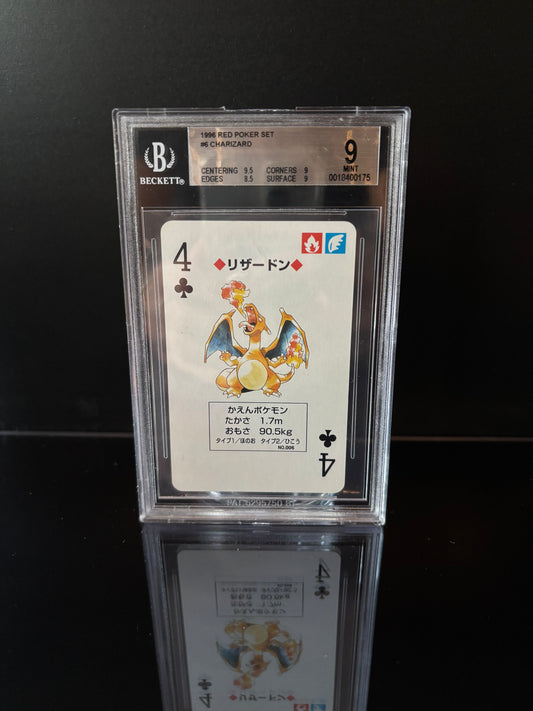 1996 RED POKER SET
#6 CHARIZARD
B
BECKETT®
CENTERING 9.5 CORNERS 9
EDGES 8.5 SURFACE 9
9
MINT
0018400175
4
◆リザードン◆
かえんポケモン
たかさ 1.7m
おもさ 90.5kg
タイプ1/ほのお タイプ2/ひこう
NO.006
4